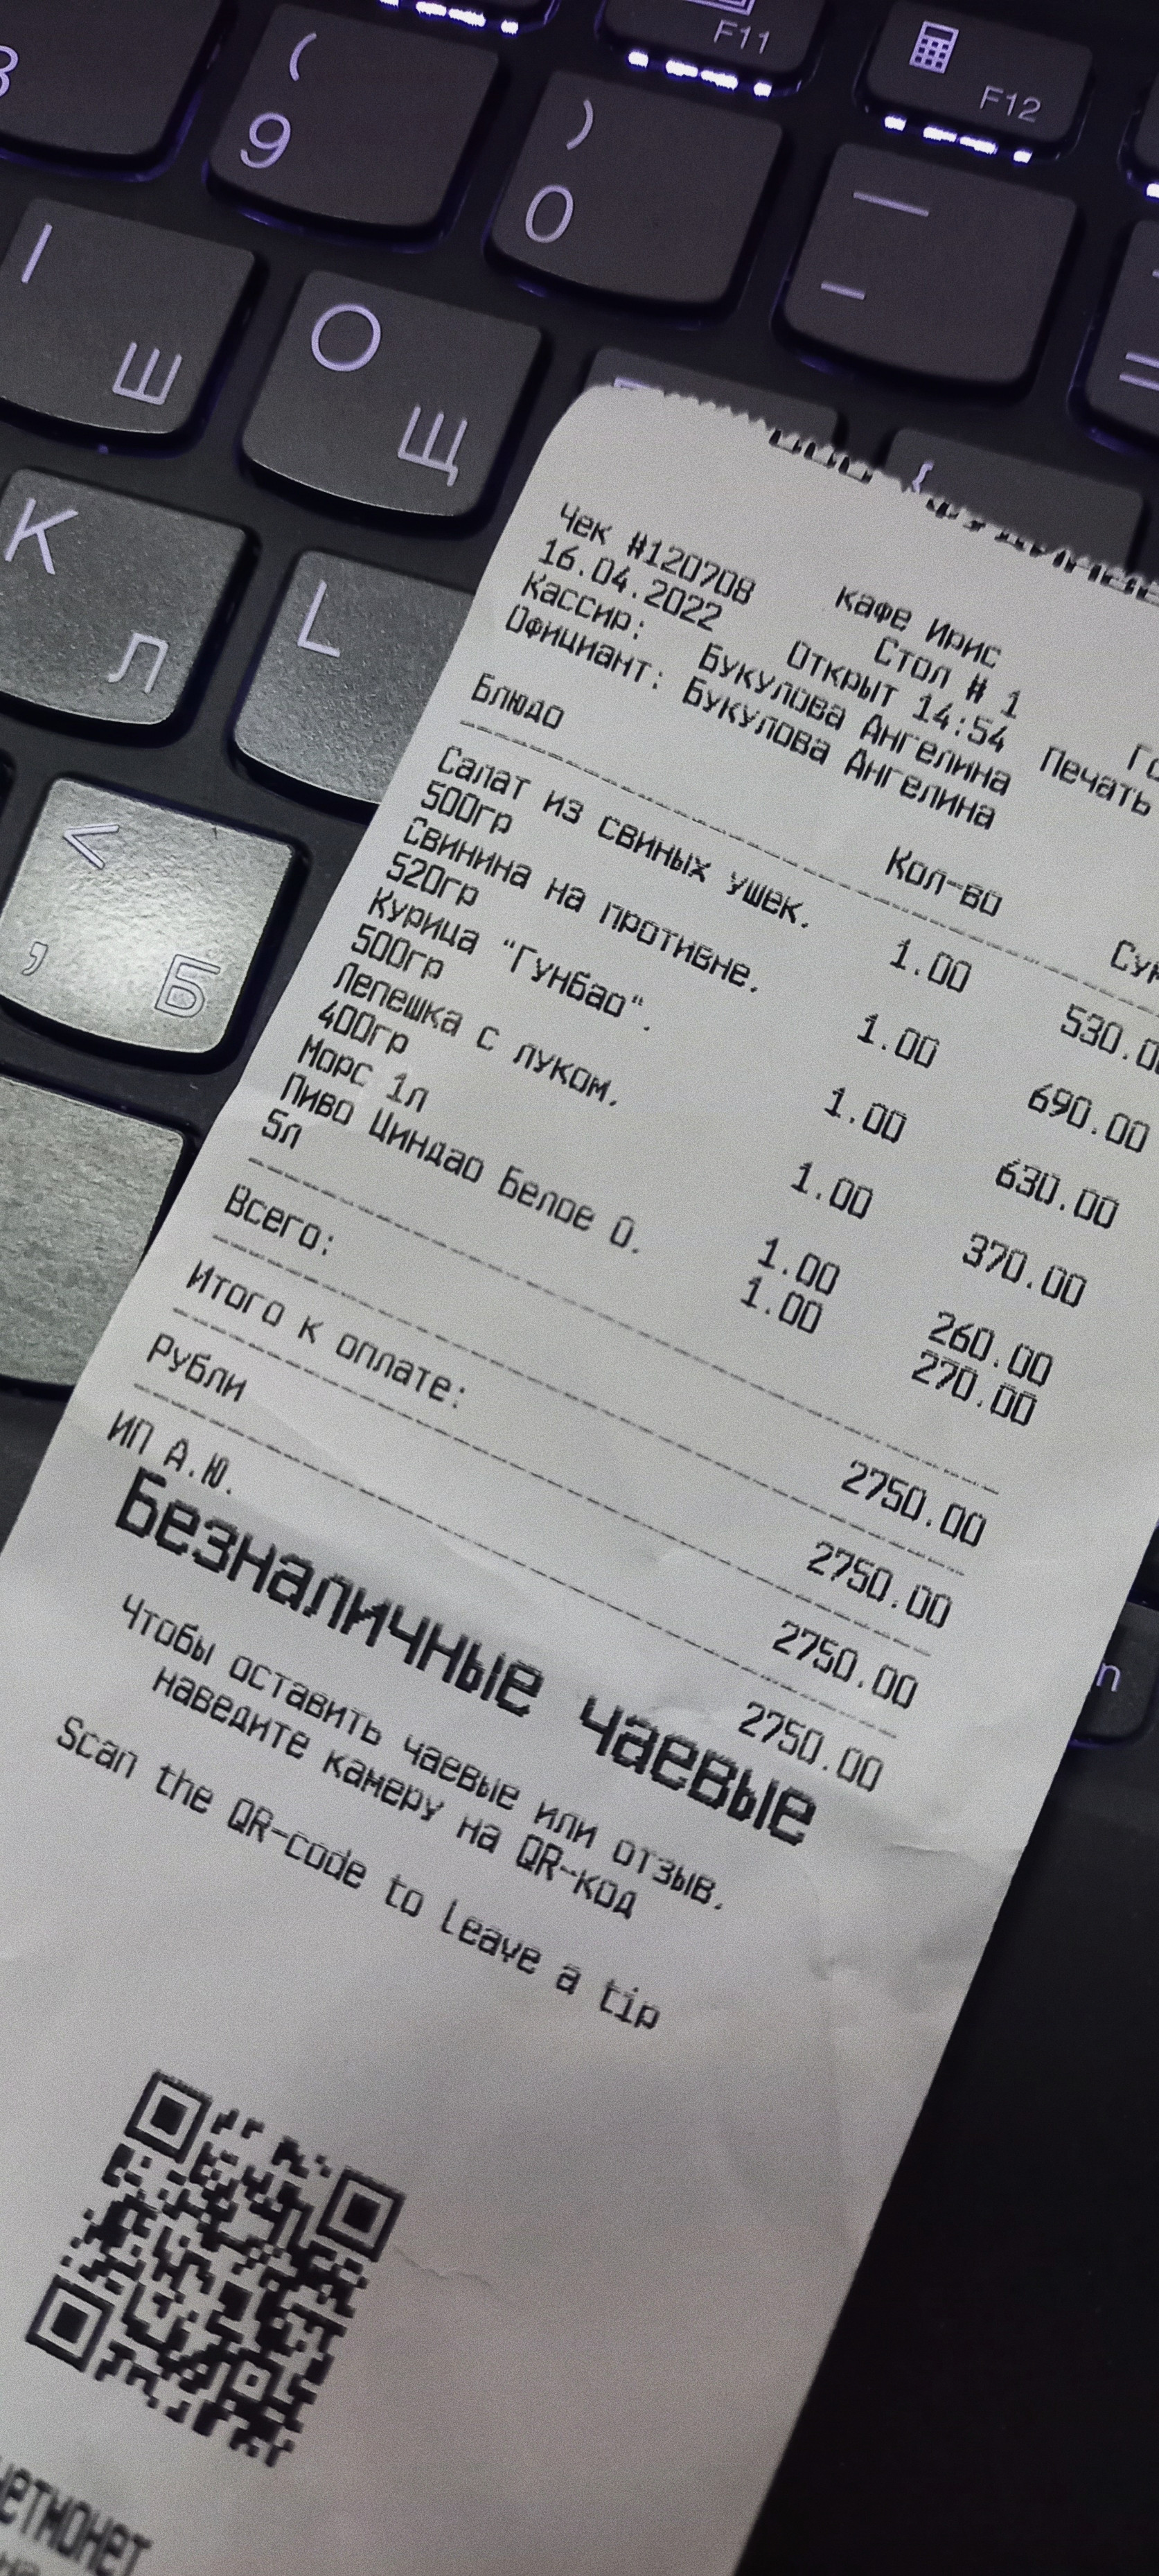 F11
F12
( 9
) 0
— -
I Ш
O Щ
K Л
L
< , Б
{
Чек #120708 Кафе Ирис
16.04.2022 Стол # 1
Открыт 14:54 Печать
Кассир: Букулова Ангелина
Официант: Букулова Ангелина
Блюдо Кол-во
Салат из свиных ушек. 1.00
500гр
Свинина на противне. 1.00 690.00
520гр
Курица "Гунбао". 1.00 630.00
500гр
Лепешка с луком. 1.00 370.00
400гр
Морс 1л 1.00 260.00
Пиво Циндао Белое 0. 1.00 270.00
5л
Всего: 2750.00
Итого к оплате: 2750.00
Рубли 2750.00
ИП А.Ю. 2750.00
Безналичные чаевые
Чтобы оставить чаевые или отзыв,
наведите камеру на QR-код
Scan the QR-code to leave a tip